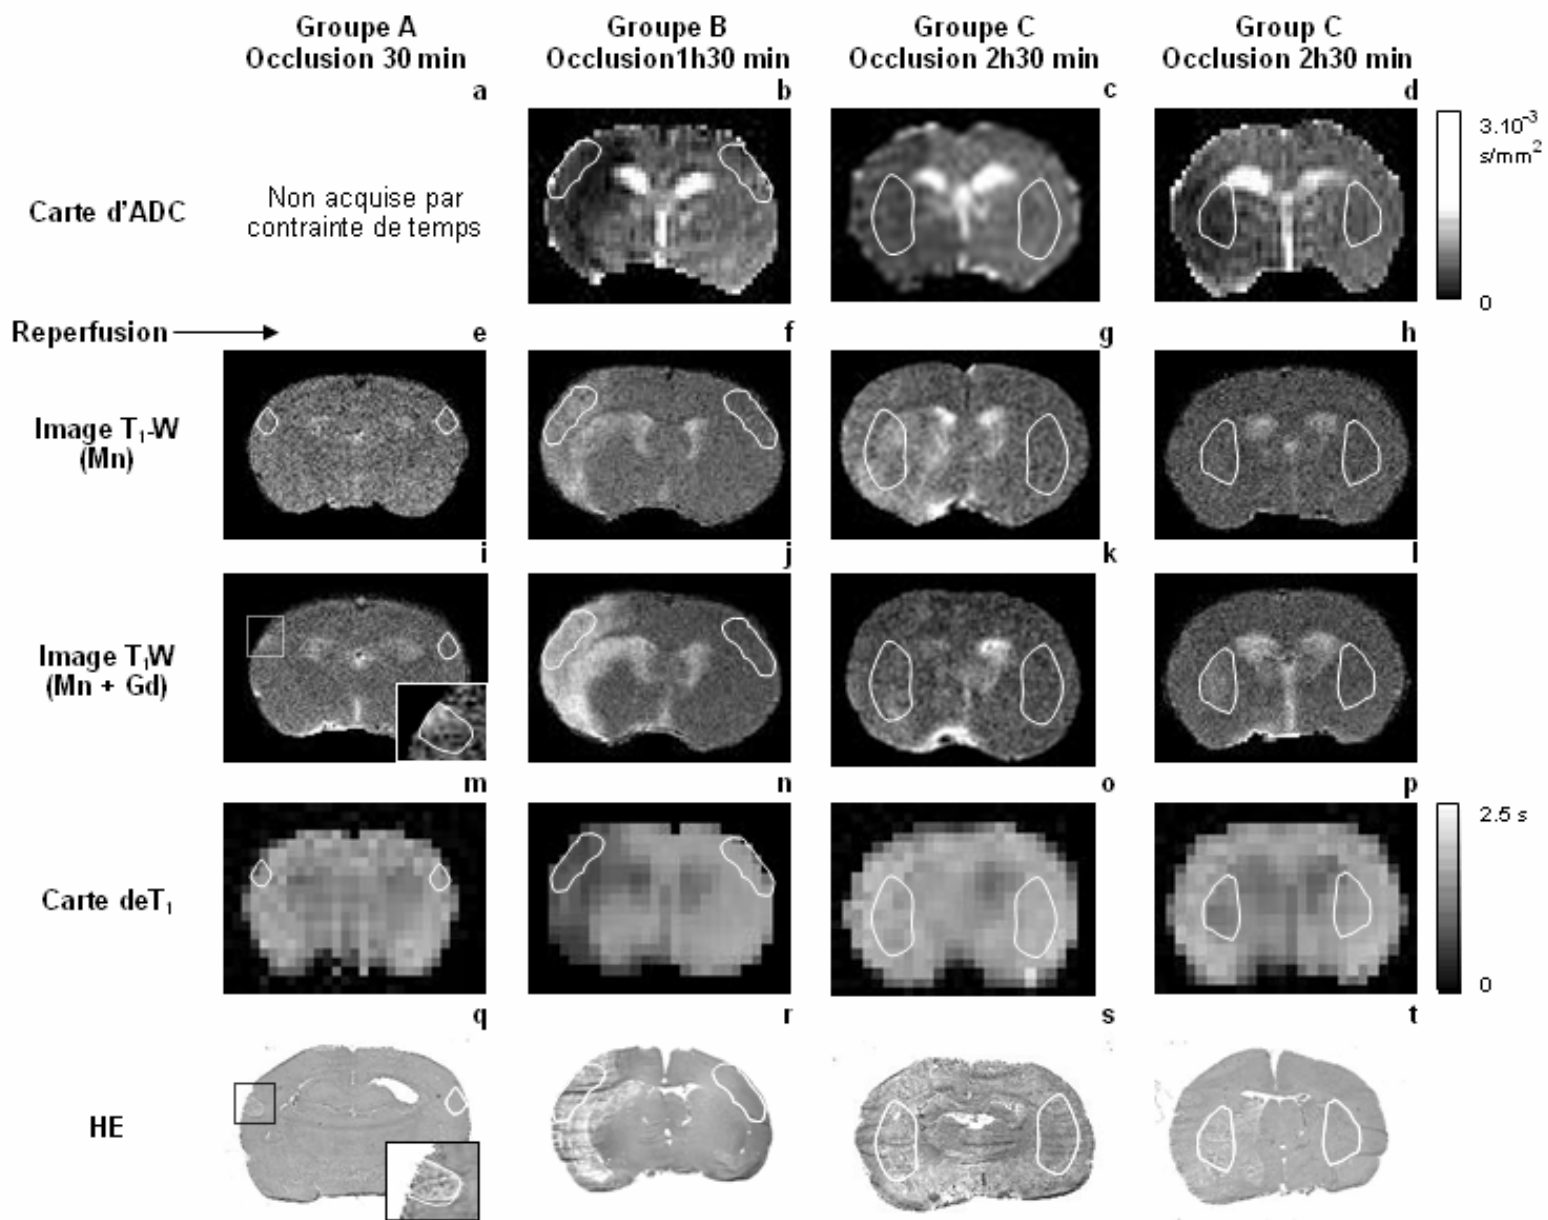 Groupe A
Occlusion 30 min
Groupe B
Occlusion1h30 min
Groupe C
Occlusion 2h30 min
Group C
Occlusion 2h30 min
a
b
c
d
Carte d'ADC
Non acquise par
contrainte de temps
3.10⁻³
s/mm²
0
Reperfusion
e
f
g
h
Image T₁-W
(Mn)
i
j
k
l
Image T₁W
(Mn + Gd)
m
n
o
p
Carte deT₁
2.5 s
0
q
r
s
t
HE